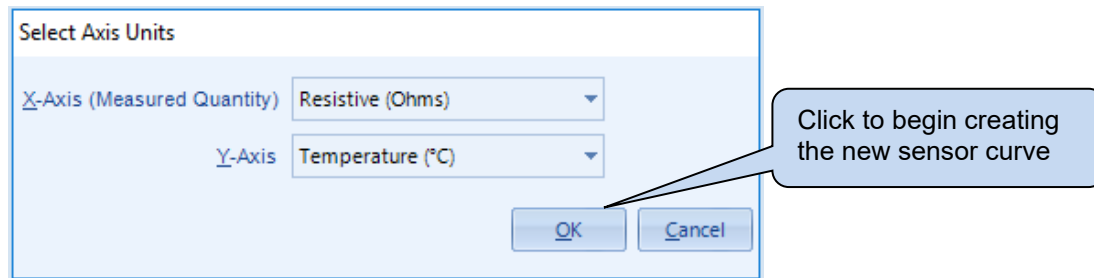 Select Axis Units
X-Axis (Measured Quantity) Resistive (Ohms)
Y-Axis Temperature (°C)
Click to begin creating
the new sensor curve
OK Cancel